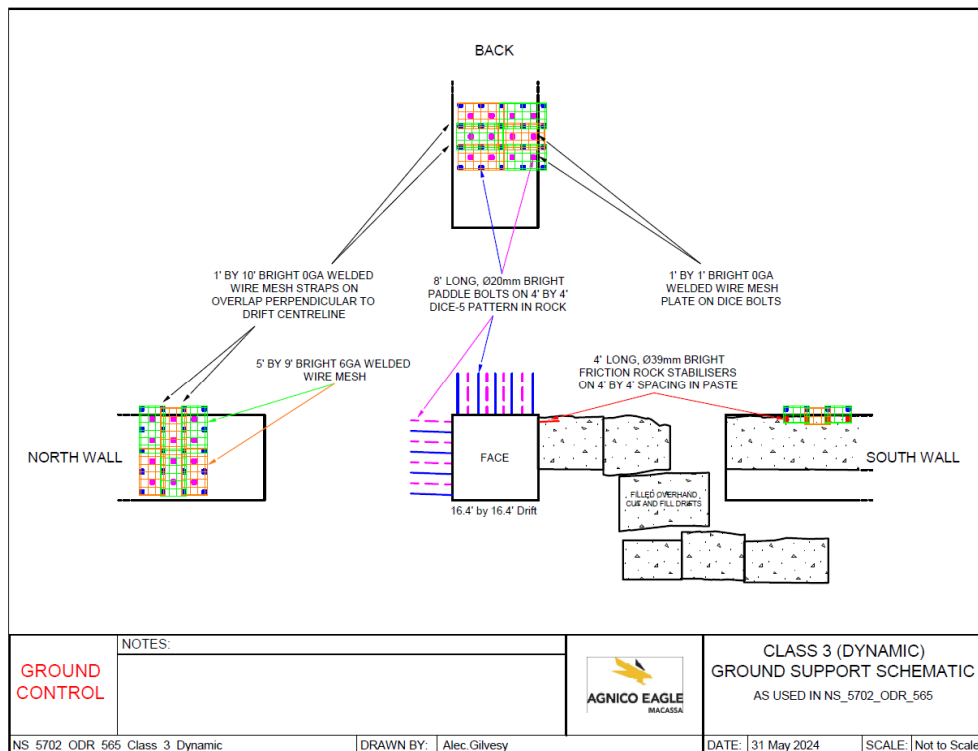 BACK
1' BY 10' BRIGHT 0GA WELDED
WIRE MESH STRAPS ON
OVERLAP PERPENDICULAR TO
DRIFT CENTRELINE
8' LONG, Ø20mm BRIGHT
PADDLE BOLTS ON 4' BY 4'
DICE-5 PATTERN IN ROCK
1' BY 1' BRIGHT 0GA
WELDED WIRE MESH
PLATE ON DICE BOLTS
5' BY 9' BRIGHT 6GA WELDED
WIRE MESH
4' LONG, Ø39mm BRIGHT
FRICTION ROCK STABILISERS
ON 4' BY 4' SPACING IN PASTE
NORTH WALL
FACE
SOUTH WALL
16.4' by 16.4' Drift
FILLED OVERHAND
CUT AND FILL DRIFTS
GROUND
CONTROL
NOTES:
AGNICO EAGLE
MACASSA
CLASS 3 (DYNAMIC)
GROUND SUPPORT SCHEMATIC
AS USED IN NS_5702_ODR_565
NS_5702_ODR_565_Class_3_Dynamic
DRAWN BY: Alec.Gilvesy
DATE: 31 May 2024
SCALE: Not to Scale